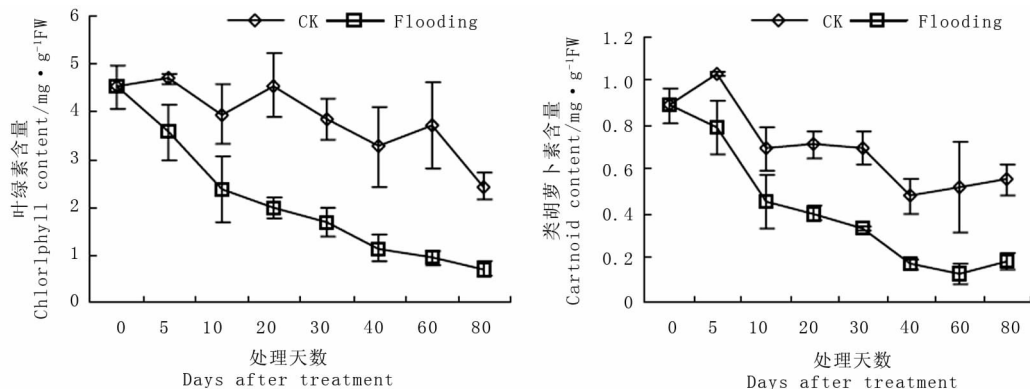 CK Flooding
6
5
4
3
2
1
0
叶绿素含量
Chlorlphyll content/mg·g⁻¹FW
0 5 10 20 30 40 60 80
处理天数
Days after treatment
CK Flooding
1.2
1.0
0.8
0.6
0.4
0.2
0
类胡萝卜素含量
Cartnoid content/mg·g⁻¹FW
0 5 10 20 30 40 60 80
处理天数
Days after treatment